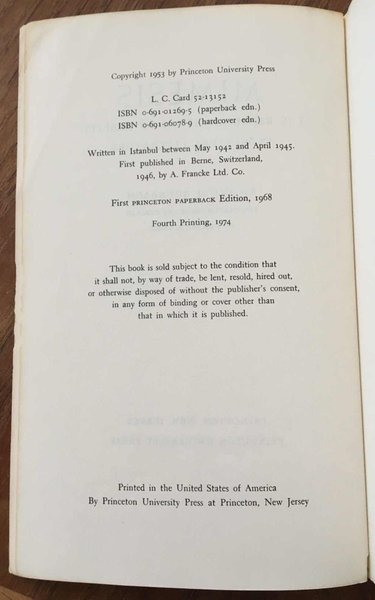 Copyright 1953 by Princeton University Press
L. C. Card 52-13152
ISBN 0-691-01269-5 (paperback edn.)
ISBN 0-691-06078-9 (hardcover edn.)
Written in Istanbul between May 1942 and April 1945.
First published in Berne, Switzerland,
1946, by A. Francke Ltd. Co.
First PRINCETON PAPERBACK Edition, 1968
Fourth Printing, 1974
This book is sold subject to the condition that
it shall not, by way of trade, be lent, resold, hired out,
or otherwise disposed of without the publisher's consent,
in any form of binding or cover other than
that in which it is published.
Printed in the United States of America
By Princeton University Press at Princeton, New Jersey